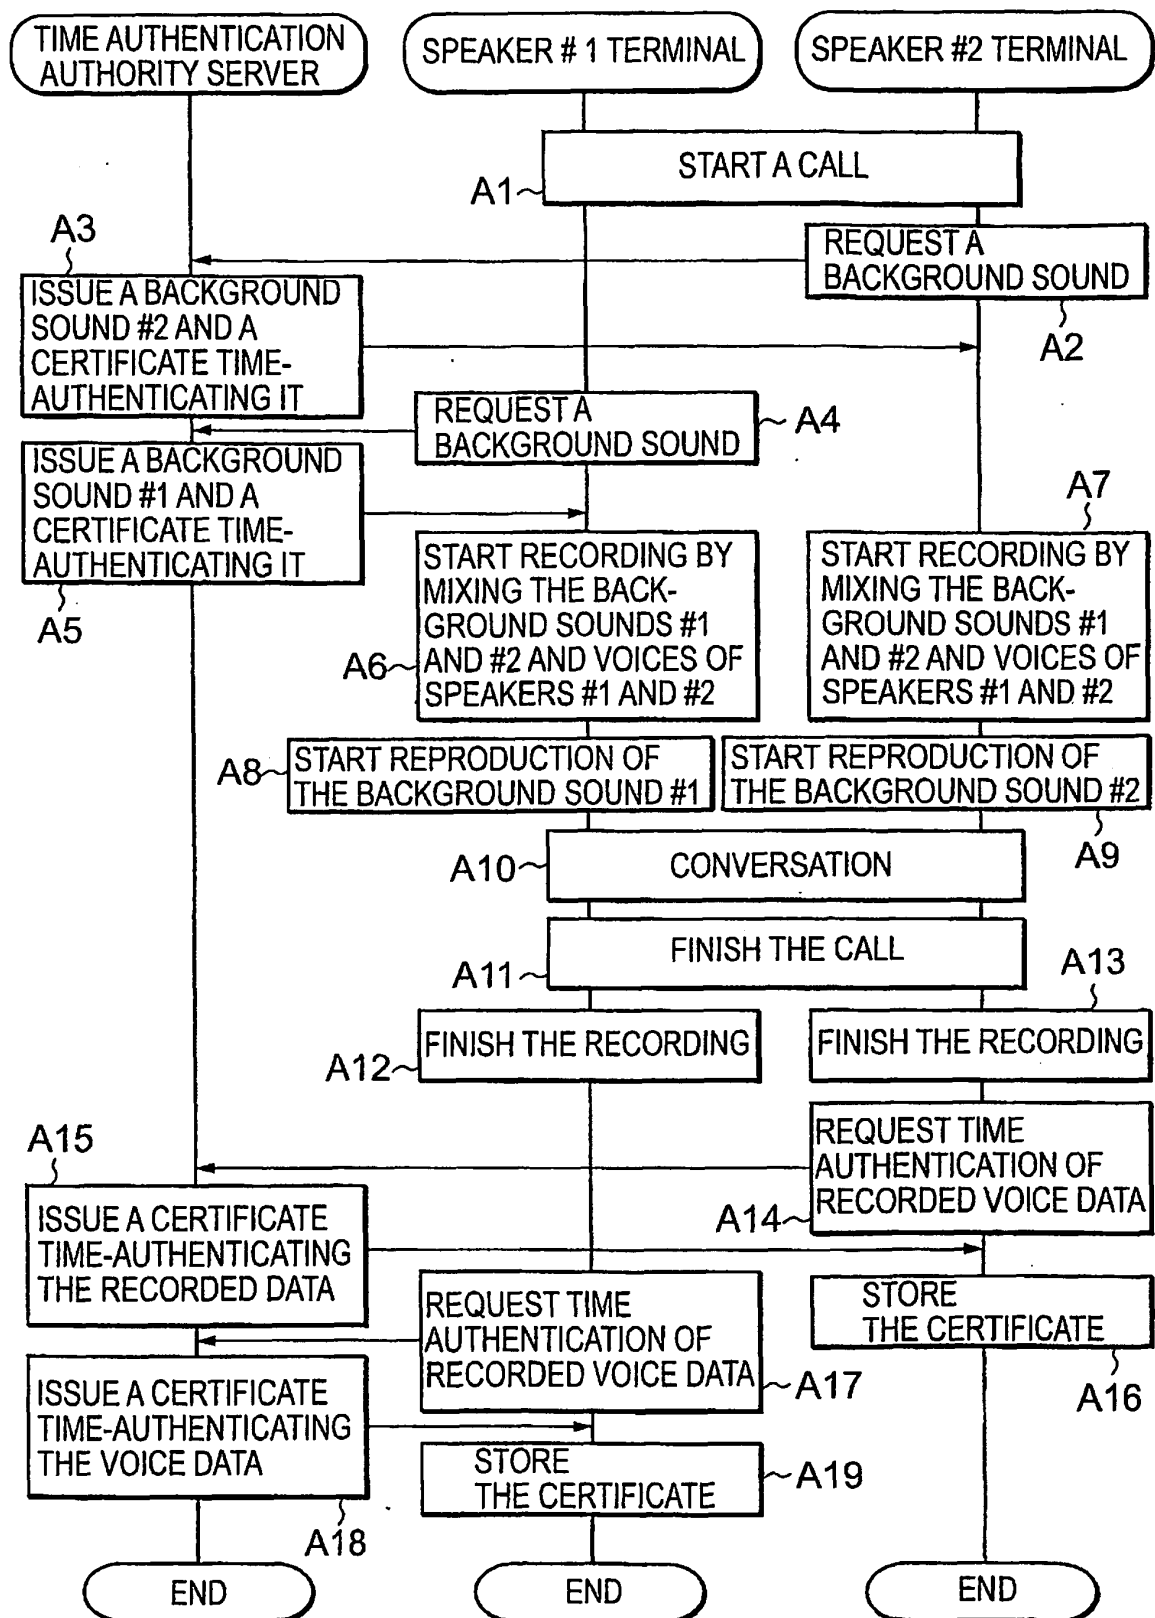 TIME AUTHENTICATION
AUTHORITY SERVER
SPEAKER # 1 TERMINAL
SPEAKER #2 TERMINAL
START A CALL
A1
A3
REQUEST A
BACKGROUND SOUND
A2
ISSUE A BACKGROUND
SOUND #2 AND A
CERTIFICATE TIME-
AUTHENTICATING IT
REQUEST A
BACKGROUND SOUND
A4
ISSUE A BACKGROUND
SOUND #1 AND A
CERTIFICATE TIME-
AUTHENTICATING IT
A5
A7
START RECORDING BY
MIXING THE BACK-
GROUND SOUNDS #1
AND #2 AND VOICES OF
SPEAKERS #1 AND #2
A6
START RECORDING BY
MIXING THE BACK-
GROUND SOUNDS #1
AND #2 AND VOICES OF
SPEAKERS #1 AND #2
A8
START REPRODUCTION OF
THE BACKGROUND SOUND #1
START REPRODUCTION OF
THE BACKGROUND SOUND #2
A9
A10
CONVERSATION
FINISH THE CALL
A11
A13
FINISH THE RECORDING
A12
FINISH THE RECORDING
REQUEST TIME
AUTHENTICATION OF
RECORDED VOICE DATA
A14
A15
ISSUE A CERTIFICATE
TIME-AUTHENTICATING
THE RECORDED DATA
STORE
THE CERTIFICATE
A16
REQUEST TIME
AUTHENTICATION OF
RECORDED VOICE DATA
A17
ISSUE A CERTIFICATE
TIME-AUTHENTICATING
THE VOICE DATA
A18
STORE
THE CERTIFICATE
A19
END
END
END